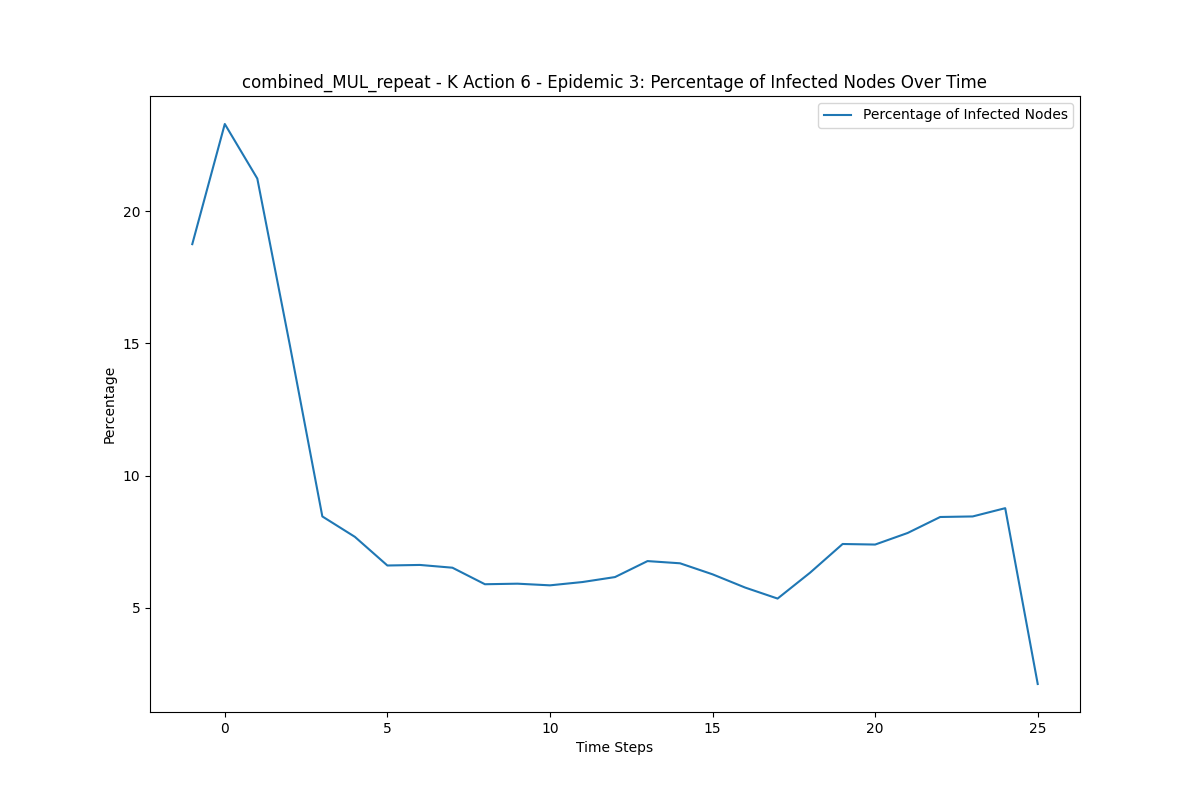 combined_MUL_repeat - K Action 6 - Epidemic 3: Percentage of Infected Nodes Over Time
Percentage of Infected Nodes
20
15
10
5
Percentage
0 5 10 15 20 25
Time Steps